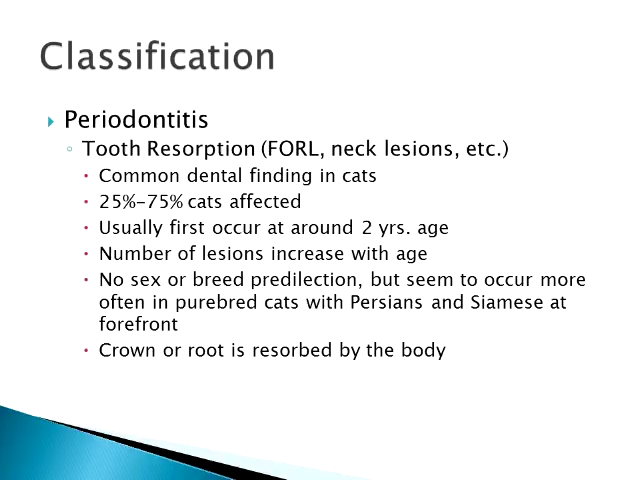 Classification
Periodontitis
Tooth Resorption (FORL, neck lesions, etc.)
Common dental finding in cats
25%-75% cats affected
Usually first occur at around 2 yrs. age
Number of lesions increase with age
No sex or breed predilection, but seem to occur more
often in purebred cats with Persians and Siamese at
forefront
Crown or root is resorbed by the body